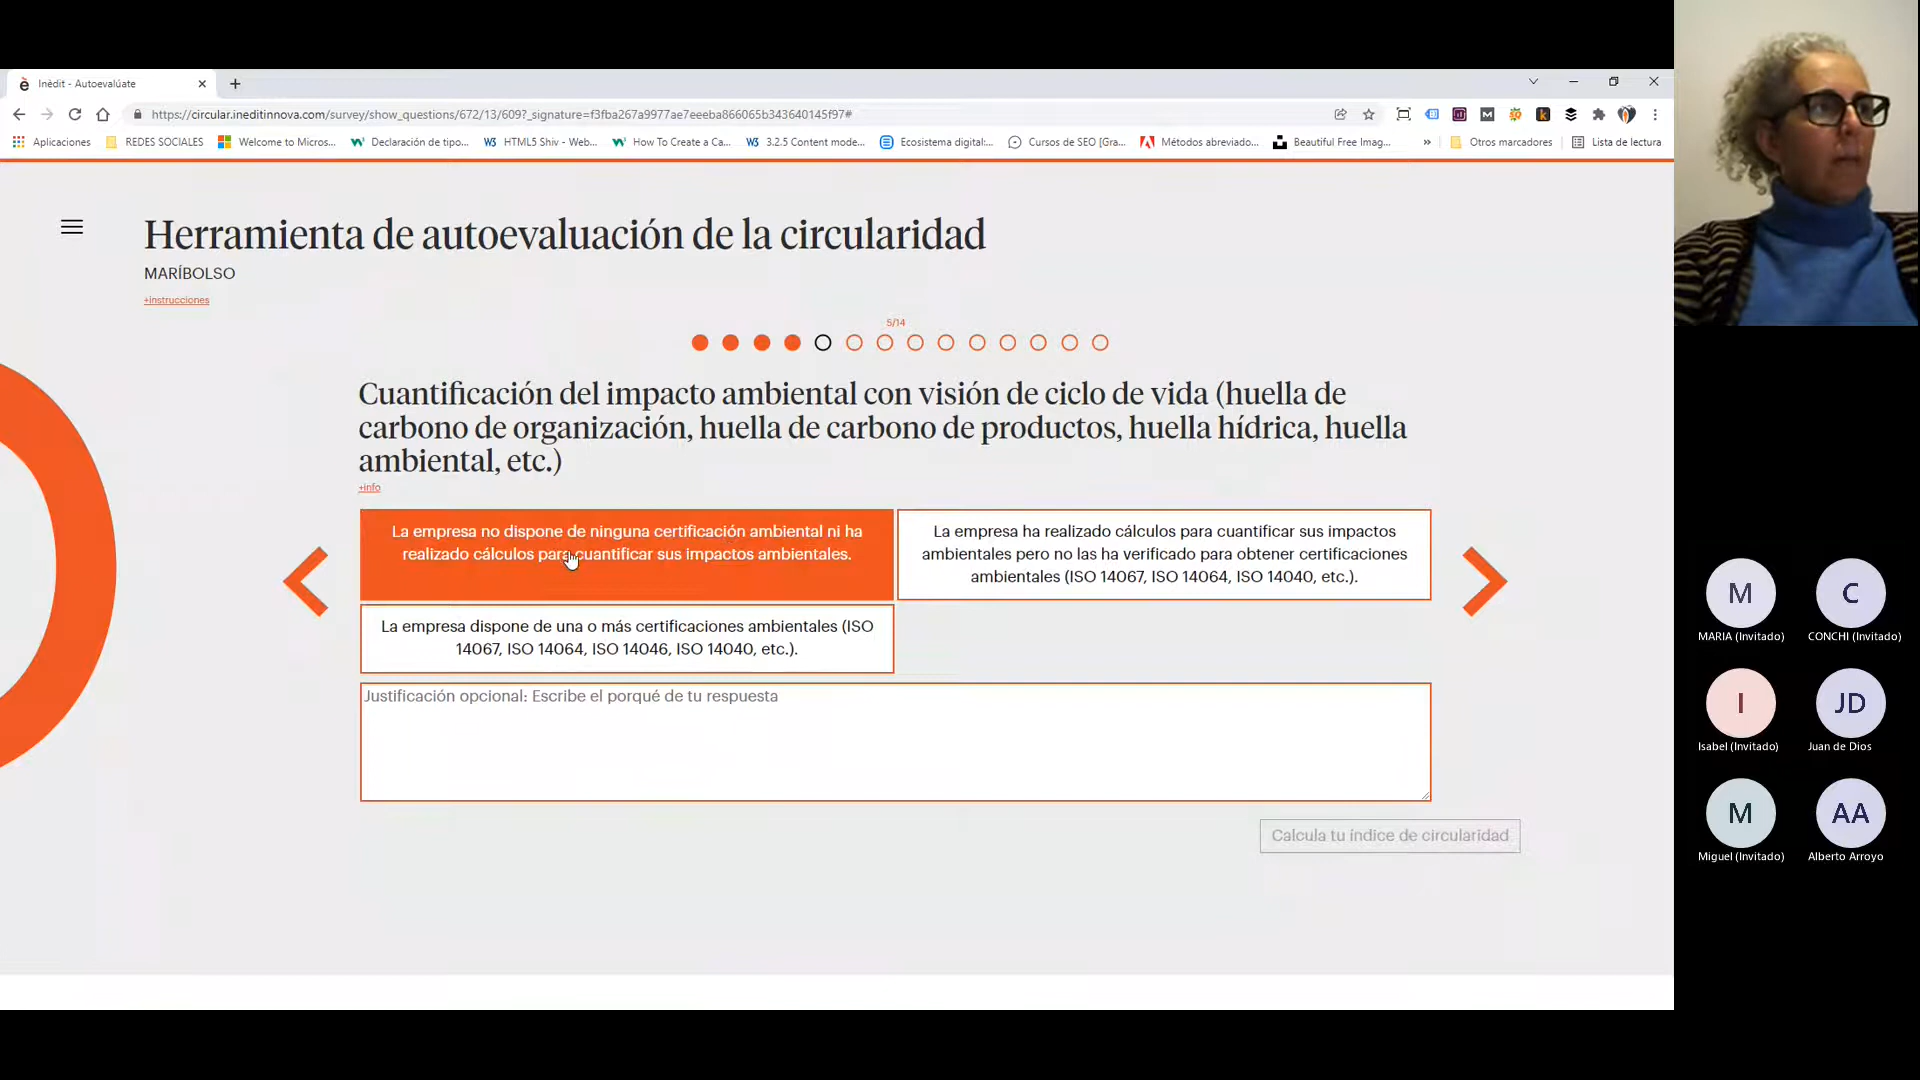 Inèdit - Autoevalúate
https://circular.ineditinnova.com/survey/show_questions/672/13/609?_signature=f3fba267a9977ae7eeeba866065b343640145f97#
Aplicaciones
REDES SOCIALES
Welcome to Micros...
Declaración de tipo...
HTML5 Shiv - Web...
How To Create a Ca...
3.2.5 Content mode...
Ecosistema digital:...
Cursos de SEO [Gra...
Métodos abreviado...
Beautiful Free Imag...
»
Otros marcadores
Lista de lectura
Herramienta de autoevaluación de la circularidad
MARÍBOLSO
+instrucciones
5/14
Cuantificación del impacto ambiental con visión de ciclo de vida (huella de
carbono de organización, huella de carbono de productos, huella hídrica, huella
ambiental, etc.)
+info
La empresa no dispone de ninguna certificación ambiental ni ha
realizado cálculos para cuantificar sus impactos ambientales.
La empresa ha realizado cálculos para cuantificar sus impactos
ambientales pero no las ha verificado para obtener certificaciones
ambientales (ISO 14067, ISO 14064, ISO 14040, etc.).
La empresa dispone de una o más certificaciones ambientales (ISO
14067, ISO 14064, ISO 14046, ISO 14040, etc.).
Justificación opcional: Escribe el porqué de tu respuesta
Calcula tu índice de circularidad
M
MARIA (Invitado)
C
CONCHI (Invitado)
I
Isabel (Invitado)
JD
Juan de Dios
M
Miguel (Invitado)
AA
Alberto Arroyo